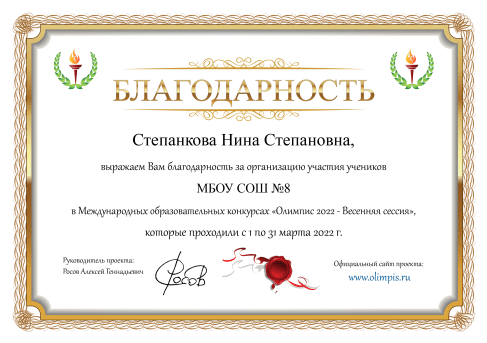 БЛАГОДАРНОСТЬ
Степанкова Нина Степановна,
выражаем Вам благодарность за организацию участия учеников
МБОУ СОШ №8
в Международных образовательных конкурсах «Олимпис 2022 - Весенняя сессия»,
которые проходили с 1 по 31 марта 2022 г.
Руководитель проекта:
Росов Алексей Геннадьевич
Росов
Официальный сайт проекта:
www.olimpis.ru